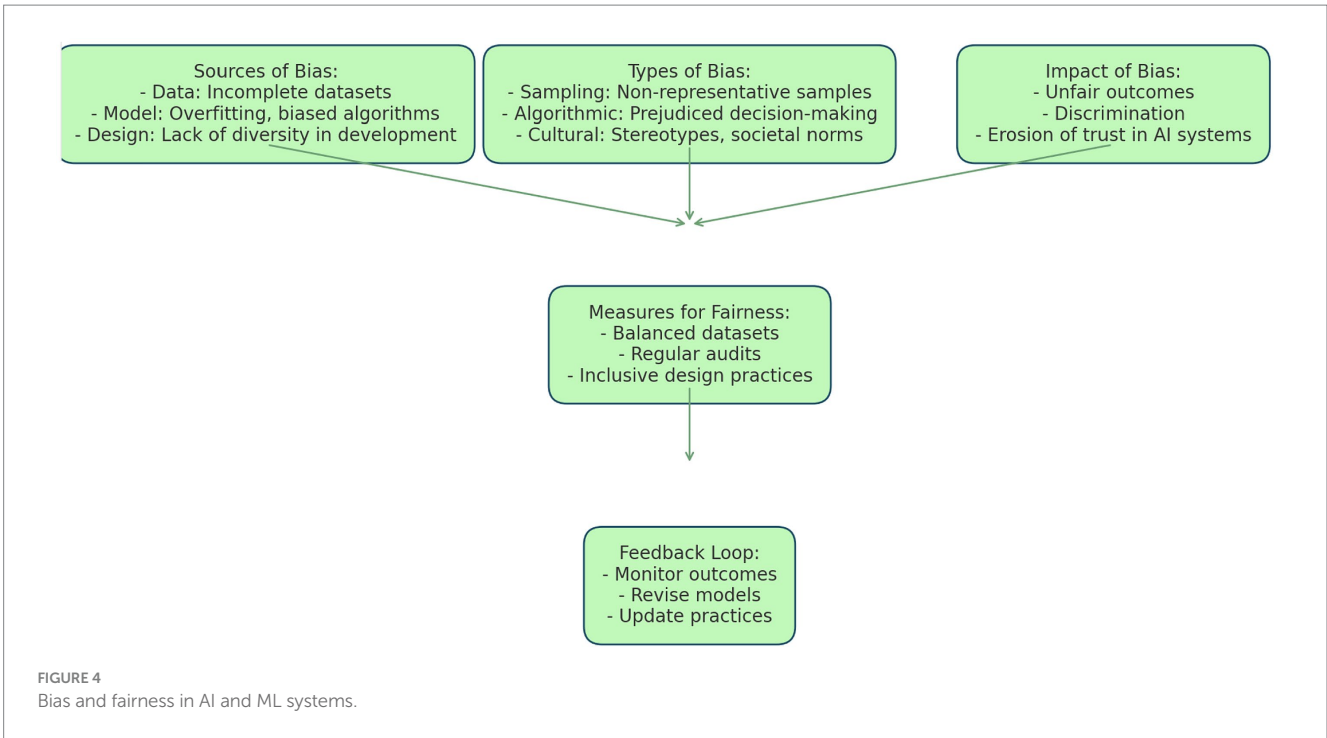 Sources of Bias:
- Data: Incomplete datasets
- Model: Overfitting, biased algorithms
- Design: Lack of diversity in development
Types of Bias:
- Sampling: Non-representative samples
- Algorithmic: Prejudiced decision-making
- Cultural: Stereotypes, societal norms
Impact of Bias:
- Unfair outcomes
- Discrimination
- Erosion of trust in AI systems
Measures for Fairness:
- Balanced datasets
- Regular audits
- Inclusive design practices
Feedback Loop:
- Monitor outcomes
- Revise models
- Update practices
FIGURE 4
Bias and fairness in AI and ML systems.